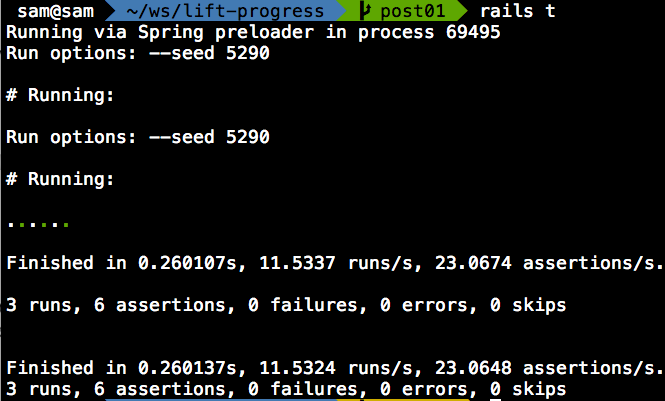 sam@sam ~/ws/lift-progress post01 rails t
Running via Spring preloader in process 69495
Run options: --seed 5290
# Running:
Run options: --seed 5290
# Running:
......
Finished in 0.260107s, 11.5337 runs/s, 23.0674 assertions/s.
3 runs, 6 assertions, 0 failures, 0 errors, 0 skips
Finished in 0.260137s, 11.5324 runs/s, 23.0648 assertions/s.
3 runs, 6 assertions, 0 failures, 0 errors, 0 skips